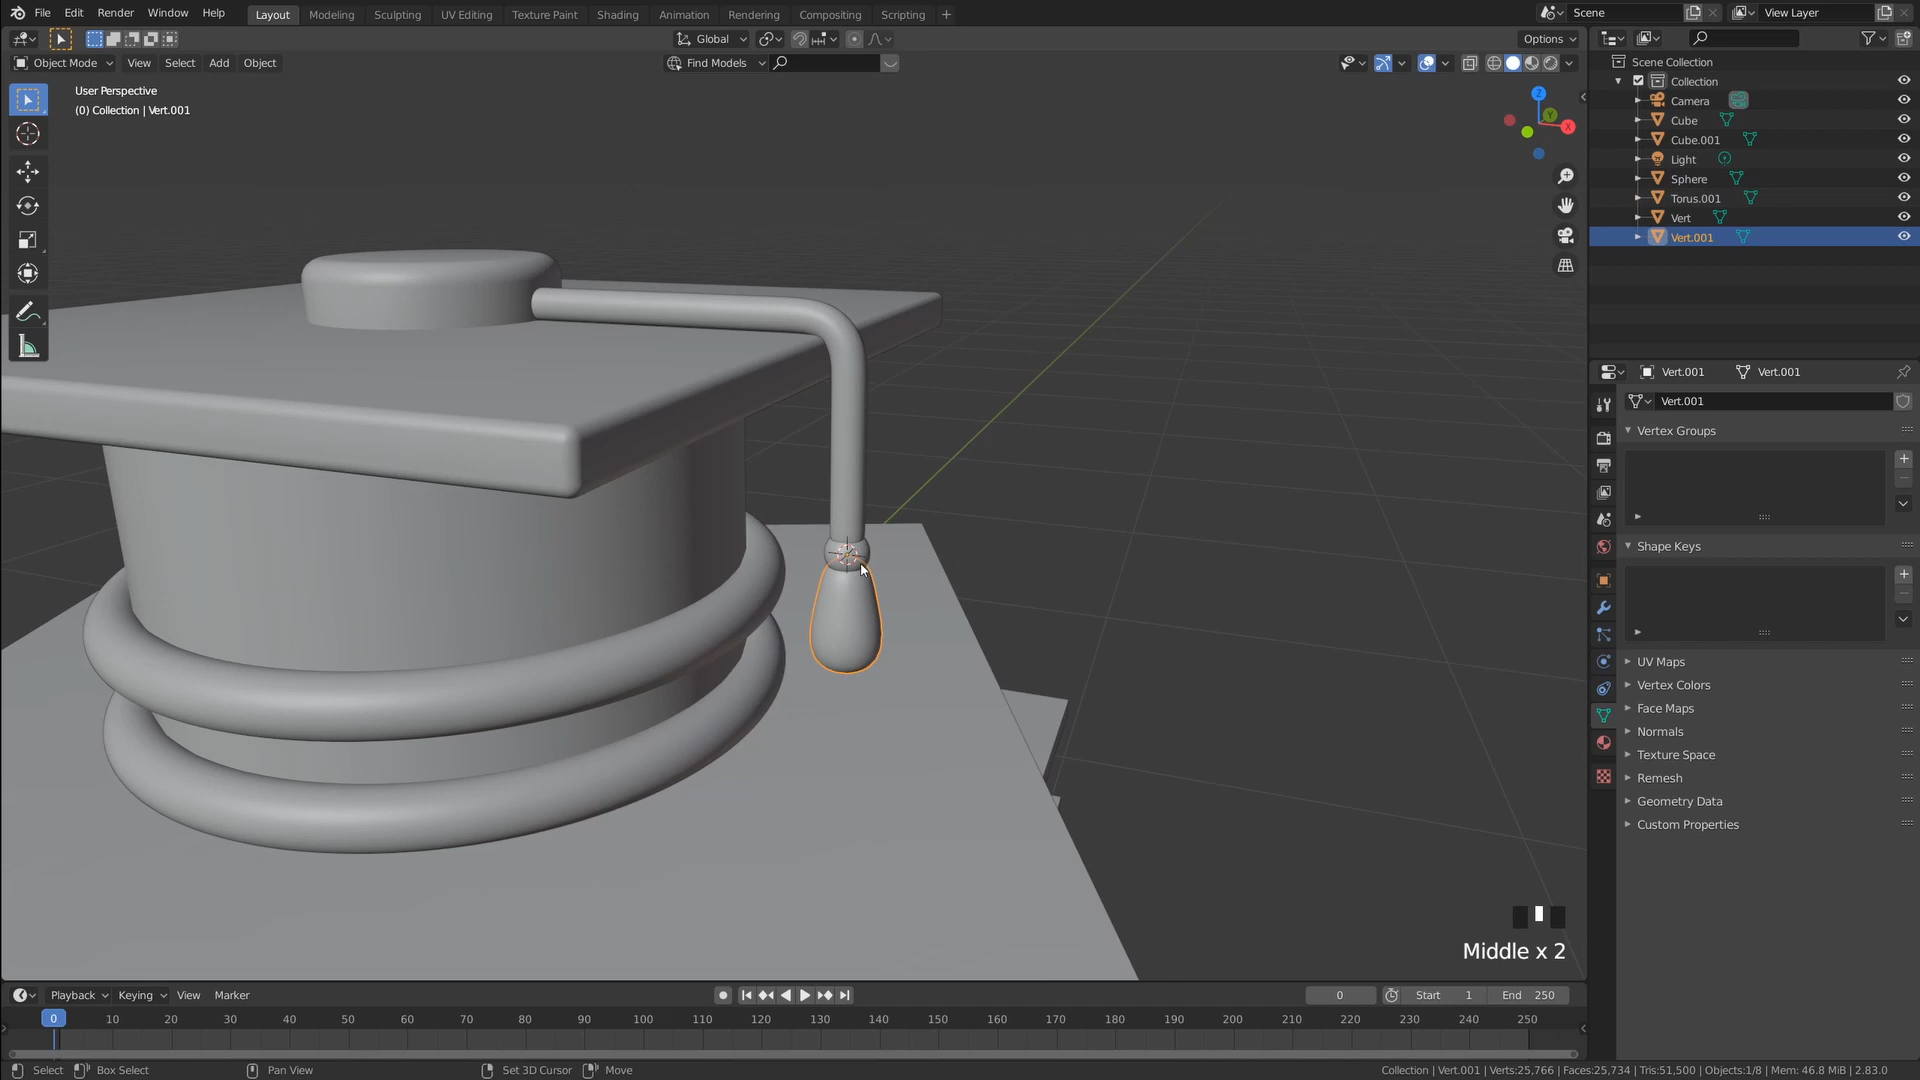 File Edit Render Window Help Layout Modeling Sculpting UV Editing Texture Paint Shading Animation Rendering Compositing Scripting + Scene View Layer
Global Options
Object Mode View Select Add Object Find Models
User Perspective
(0) Collection | Vert.001
Z
Y
X
Scene Collection
Collection
Camera
Cube
Cube.001
Light
Sphere
Torus.001
Vert
Vert.001
Vert.001 Vert.001
Vert.001
Vertex Groups
Shape Keys
UV Maps
Vertex Colors
Face Maps
Normals
Texture Space
Remesh
Geometry Data
Custom Properties
Middle x 2
Playback Keying View Marker 0 Start 1 End 250
0 10 20 30 40 50 60 70 80 90 100 110 120 130 140 150 160 170 180 190 200 210 220 230 240 250
Select Box Select Pan View Set 3D Cursor Move Collection | Vert.001 | Verts:25,766 | Faces:25,734 | Tris:51,500 | Objects:1/8 | Mem: 46.8 MiB | 2.83.0